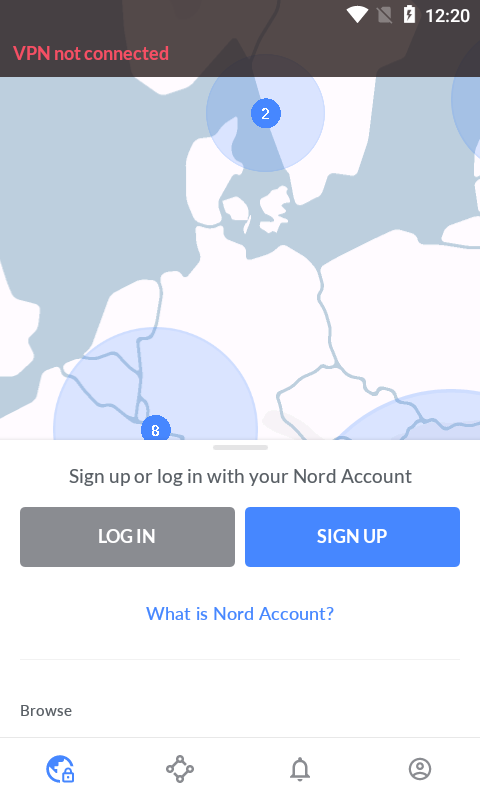 12:20
VPN not connected
2
8
Sign up or log in with your Nord Account
LOG IN
SIGN UP
What is Nord Account?
Browse